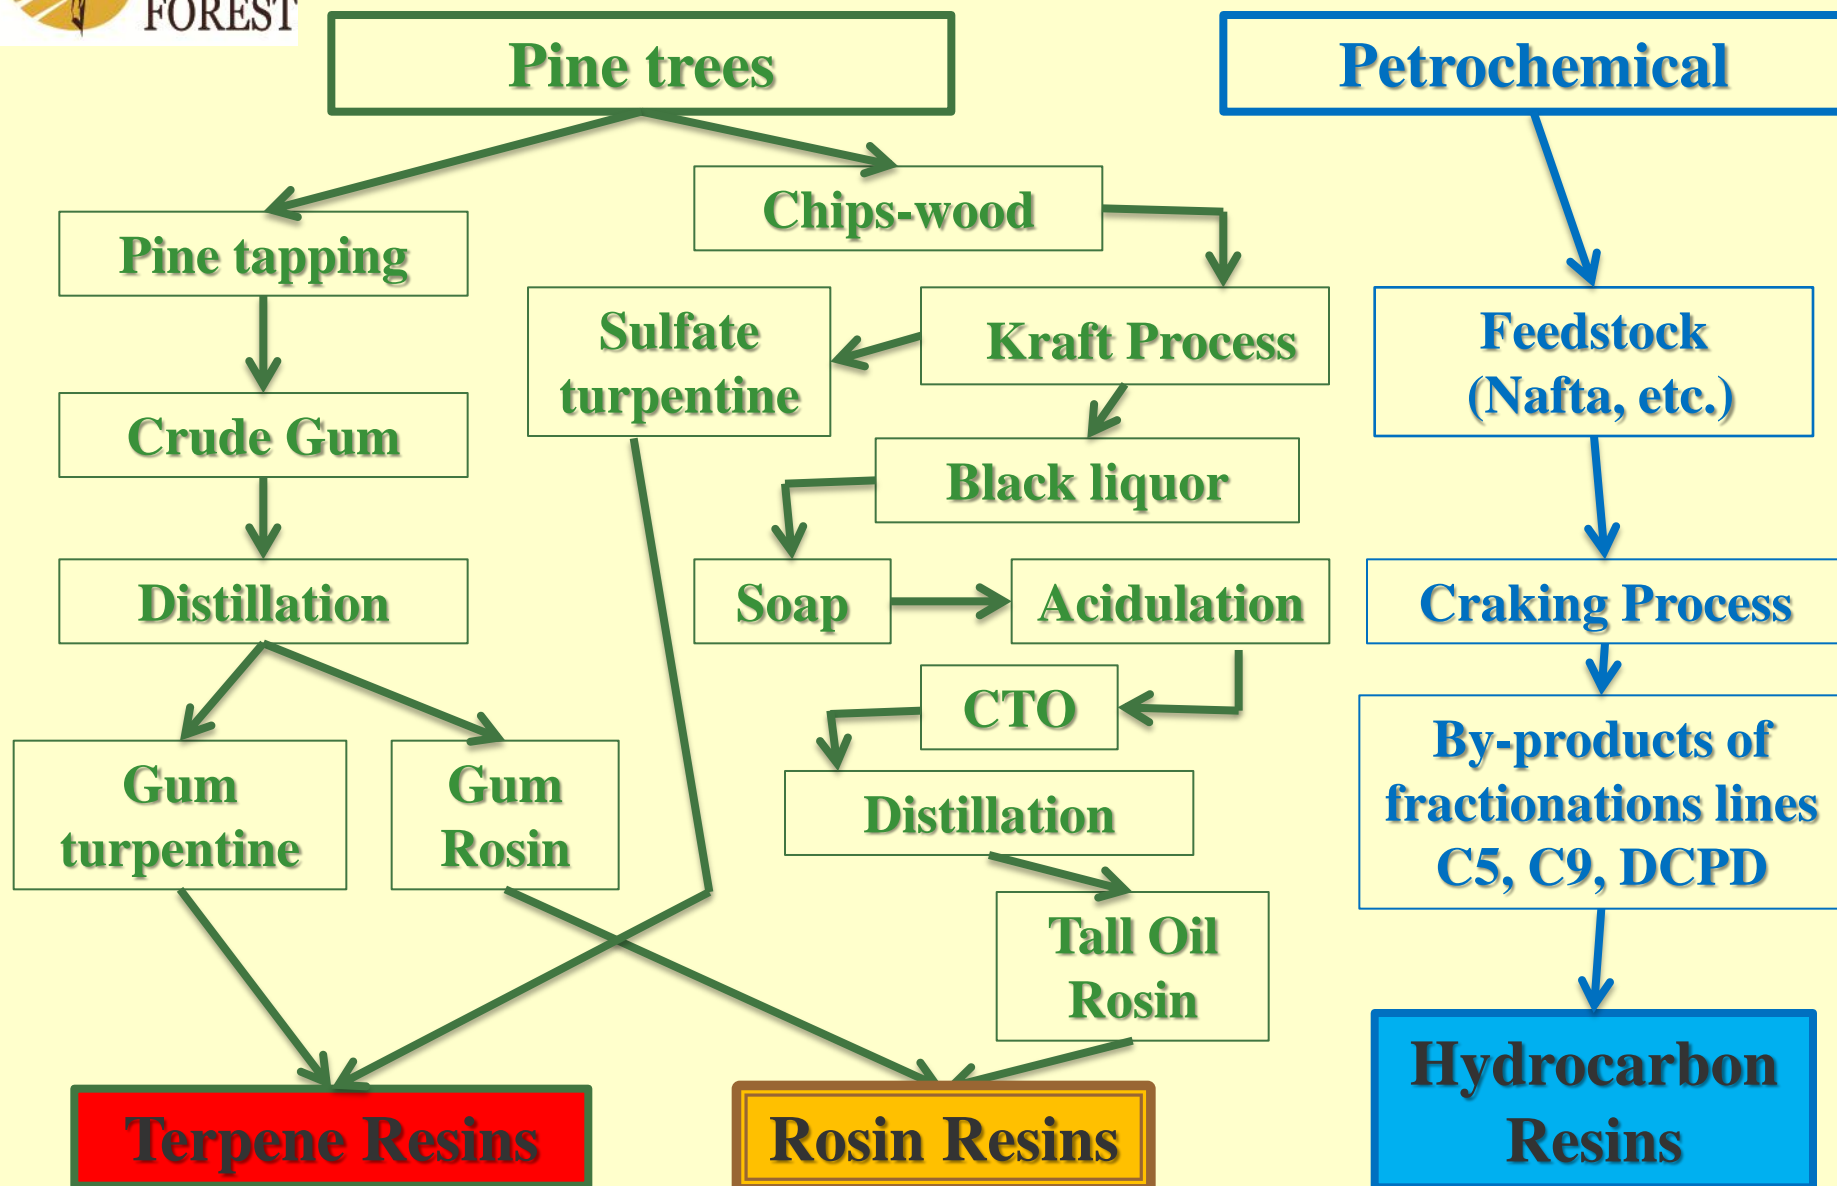 FOREST
Pine trees
Petrochemical
Chips-wood
Pine tapping
Sulfate
turpentine
Kraft Process
Feedstock
(Nafta, etc.)
Crude Gum
Black liquor
Distillation
Soap
Acidulation
Craking Process
CTO
By-products of
fractionations lines
C5, C9, DCPD
Gum
turpentine
Gum
Rosin
Distillation
Tall Oil
Rosin
Terpene Resins
Rosin Resins
Hydrocarbon
Resins